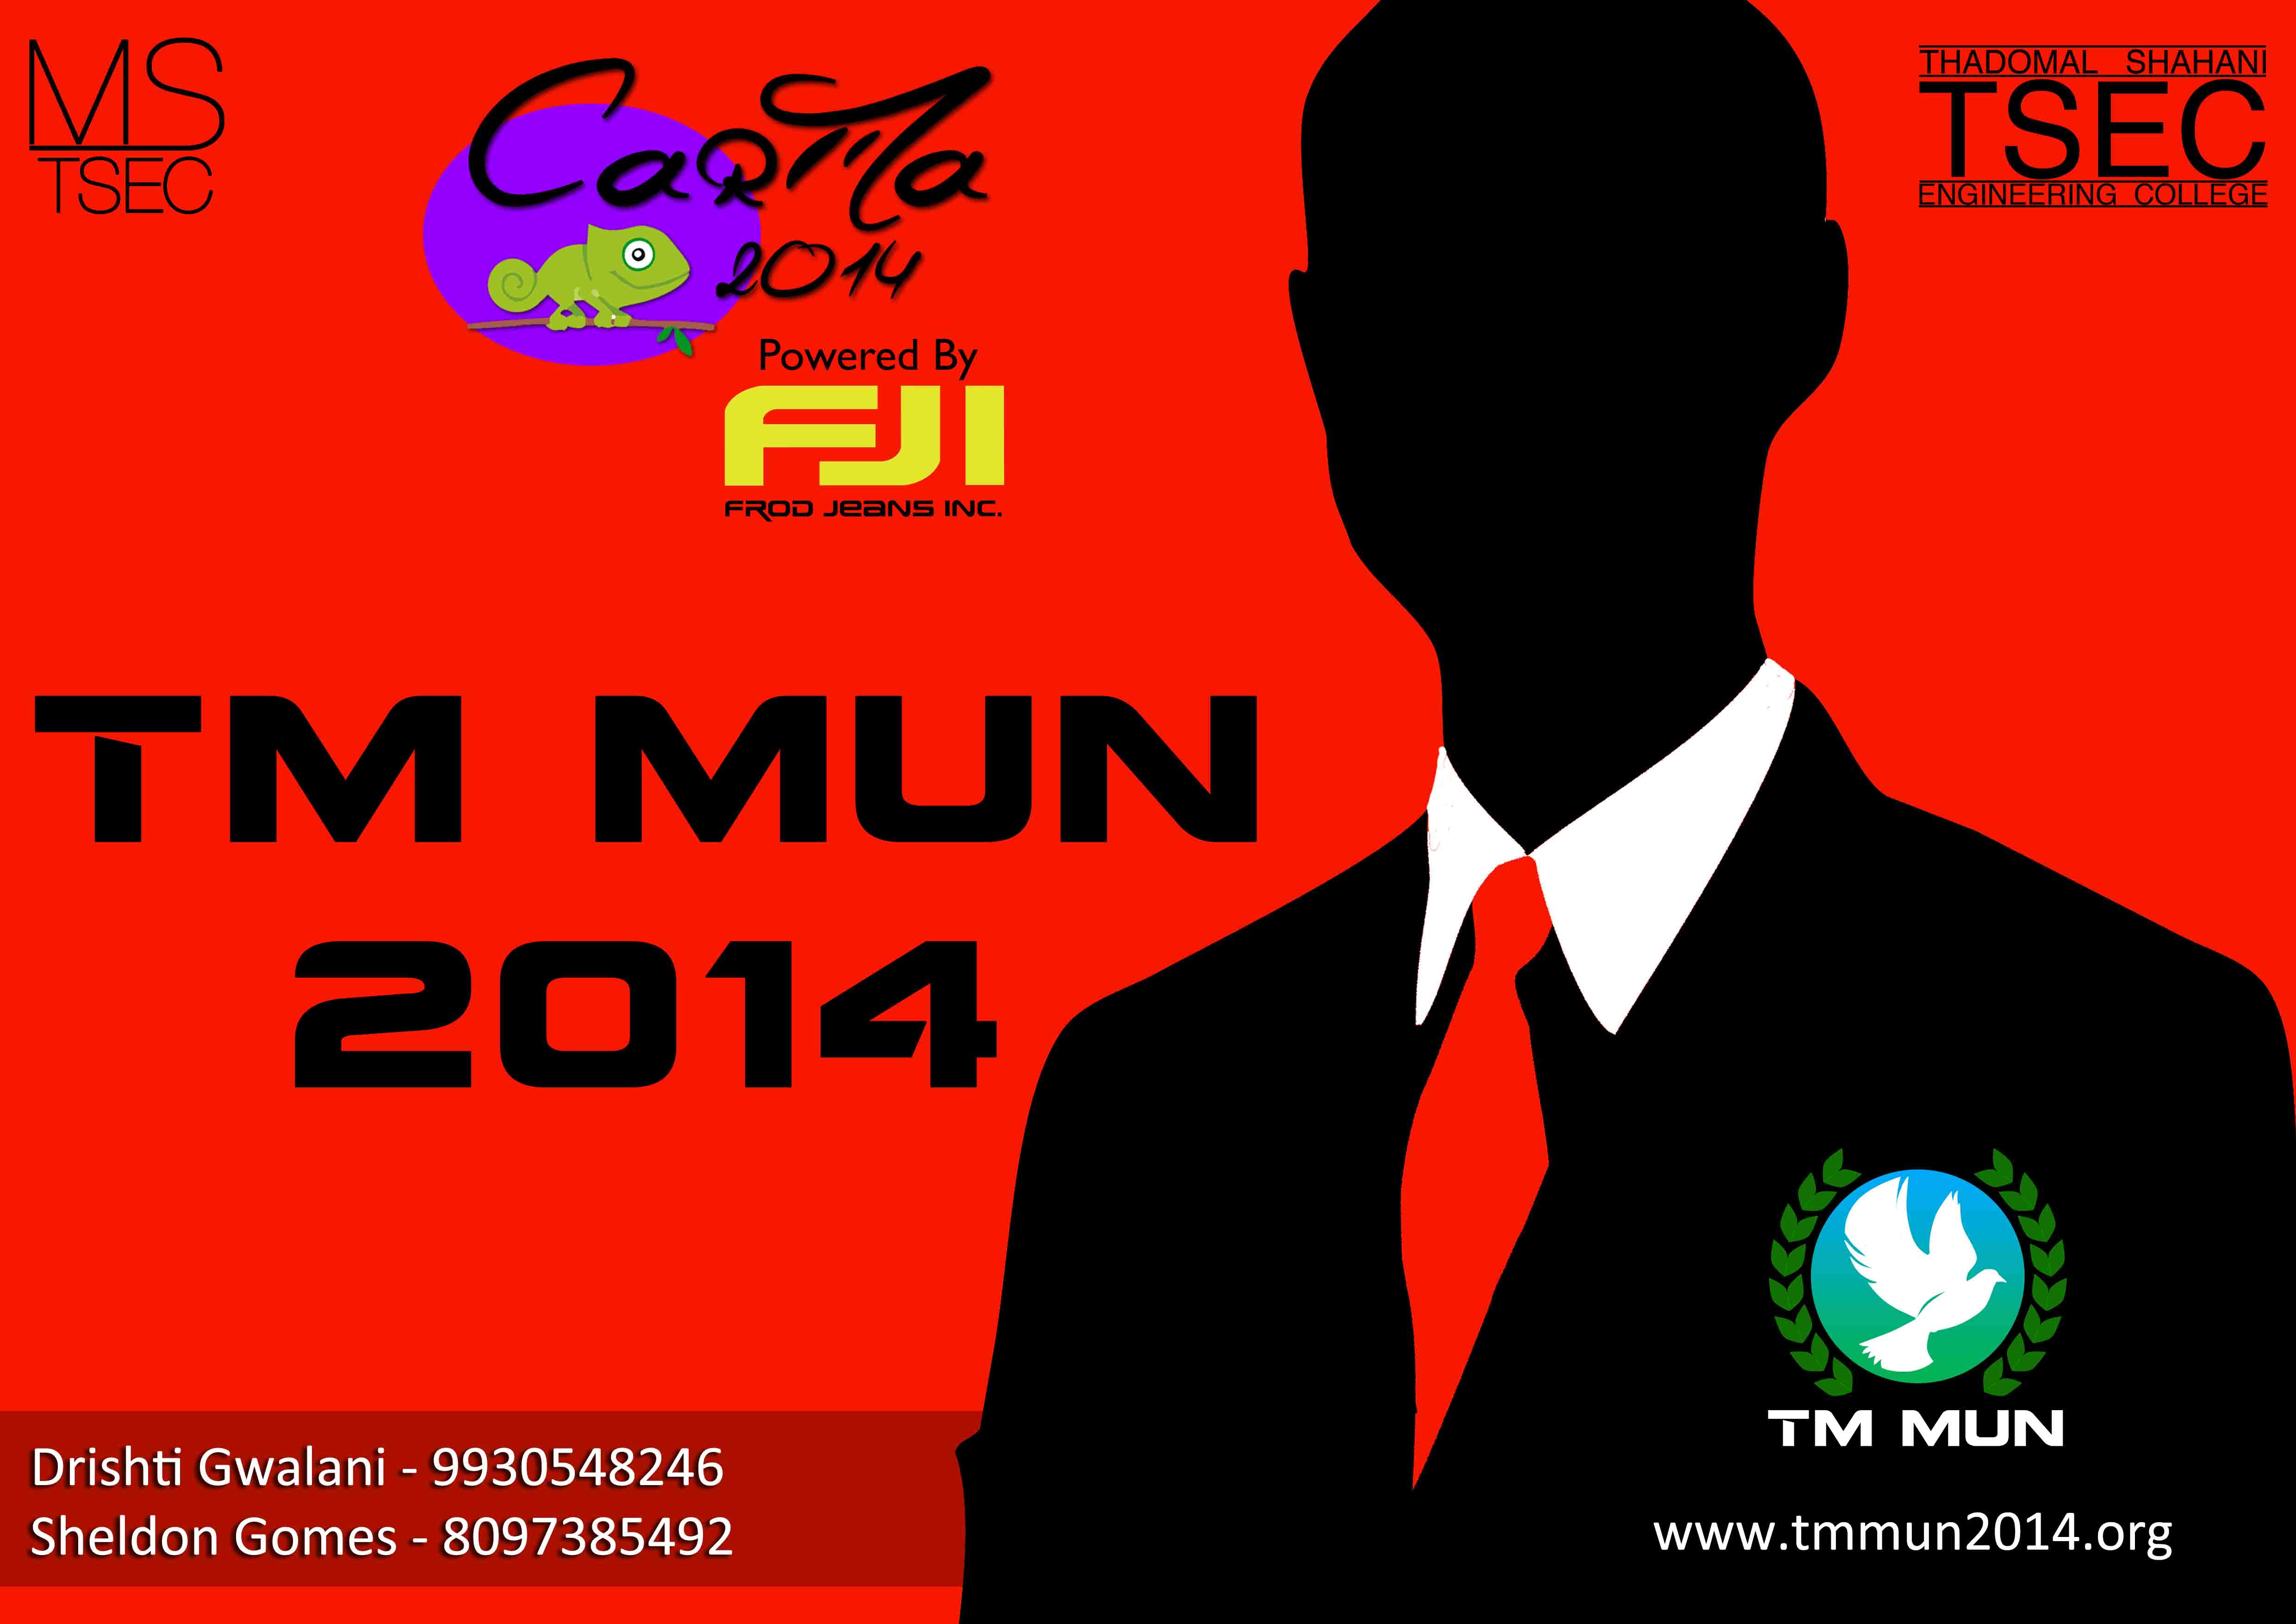 MS
TSEC
CaRMa
2014
Powered By
FJI
FROD JEANS INC.
THADOMAL SHAHANI
TSEC
ENGINEERING COLLEGE
TM MUN
2014
Drishti Gwalani - 9930548246
Sheldon Gomes - 8097385492
TM MUN
www.tmmun2014.org